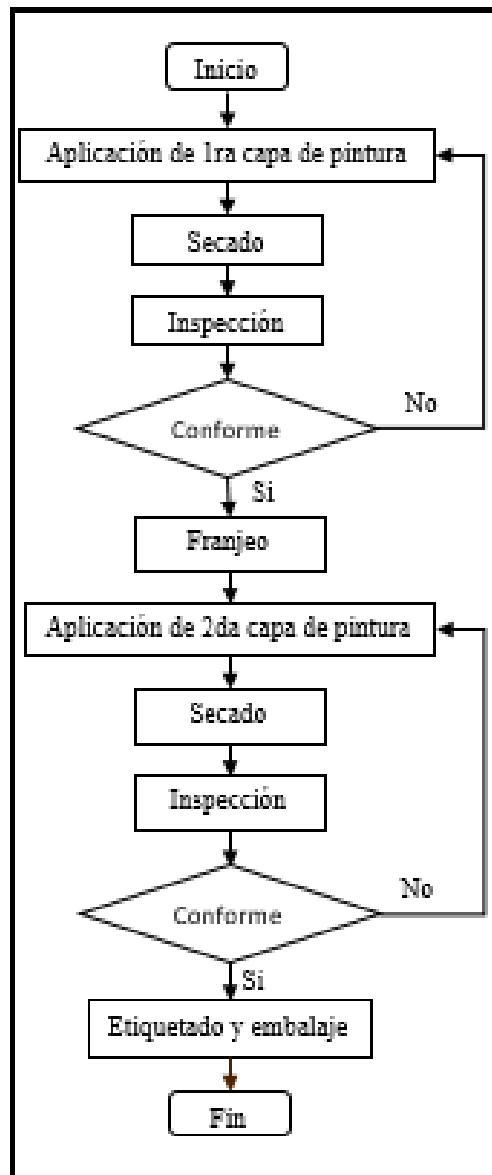 Inicio
Aplicación de 1ra capa de pintura
Secado
Inspección
Conforme
No
Si
Franjeo
Aplicación de 2da capa de pintura
Secado
Inspección
Conforme
No
Si
Etiquetado y embalaje
Fin